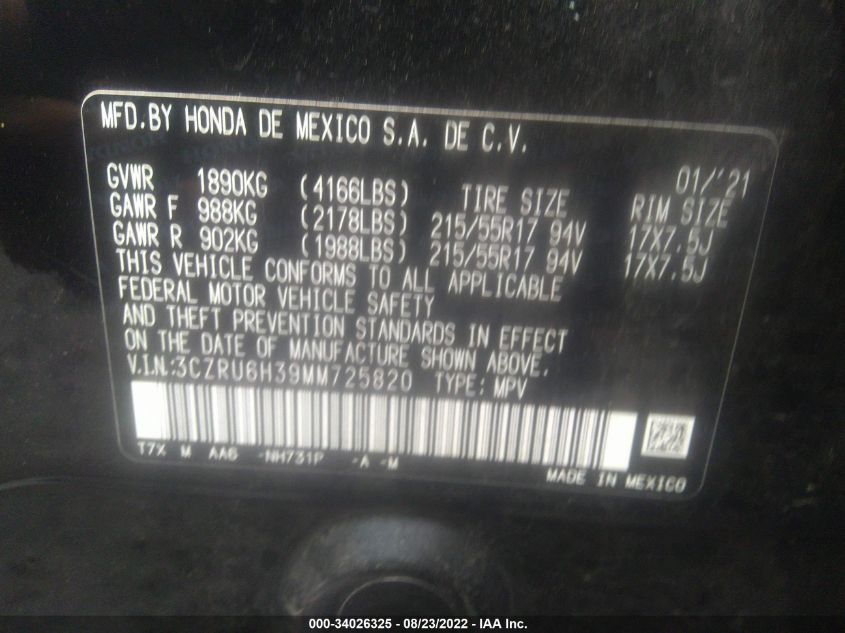 MFD.BY HONDA DE MEXICO S.A. DE C.V.
01/'21
GVWR 1890KG (4166LBS) TIRE SIZE RIM SIZE
GAWR F 988KG (2178LBS) 215/55R17 94V 17X7.5J
GAWR R 902KG (1988LBS) 215/55R17 94V 17X7.5J
THIS VEHICLE CONFORMS TO ALL APPLICABLE
FEDERAL MOTOR VEHICLE SAFETY
AND THEFT PREVENTION STANDARDS IN EFFECT
ON THE DATE OF MANUFACTURE SHOWN ABOVE.
V.I.N.:3CZRU6H39MM725820 TYPE: MPV
T7X M AA6 -NH731P -A -M
MADE IN MEXICO
000-34026325 - 08/23/2022 - IAA Inc.